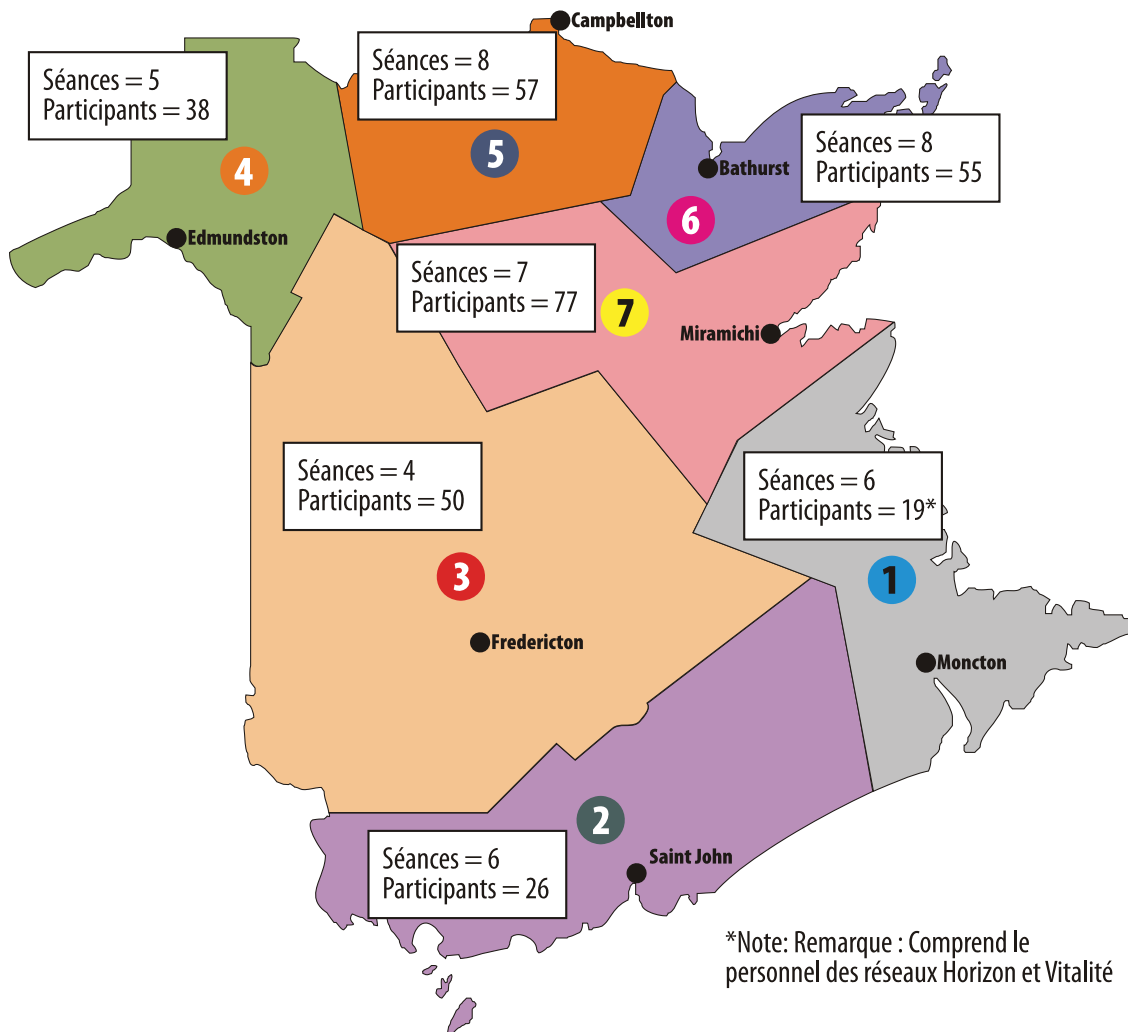 Campbellton
Séances = 5
Participants = 38
Séances = 8
Participants = 57
Séances = 8
Participants = 55
4
5
Bathurst
6
Edmundston
Séances = 7
Participants = 77
7
Miramichi
Séances = 4
Participants = 50
Séances = 6
Participants = 19*
3
1
Fredericton
Moncton
2
Séances = 6
Participants = 26
Saint John
*Note: Remarque : Comprend le
personnel des réseaux Horizon et Vitalité